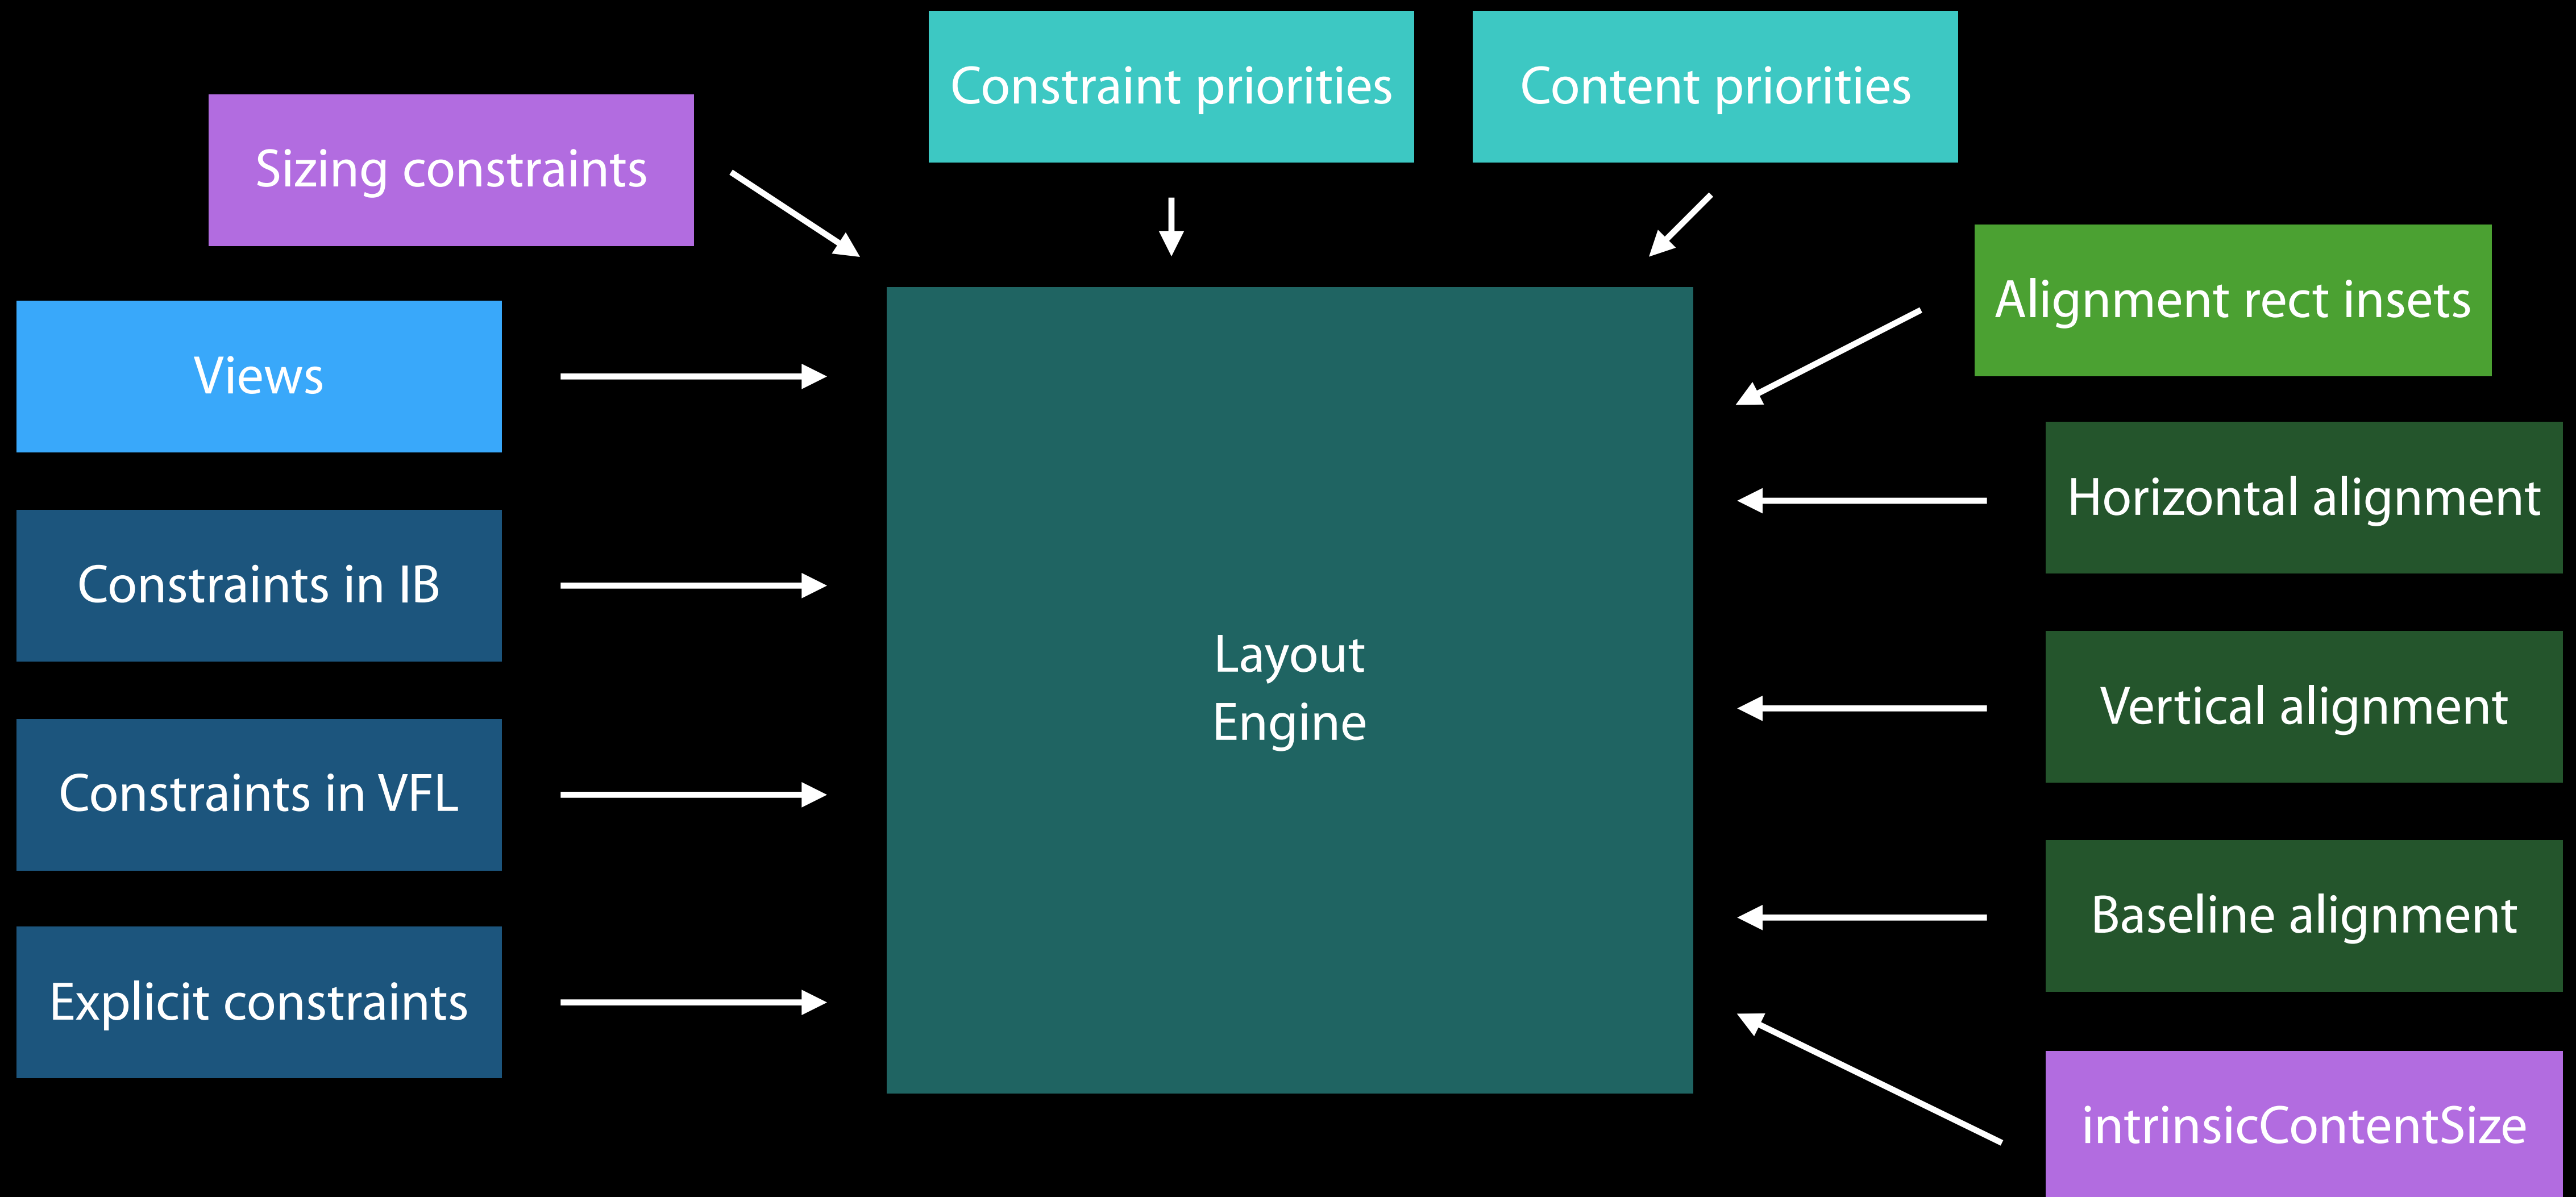 Constraint priorities
Content priorities
Sizing constraints
Alignment rect insets
Views
Horizontal alignment
Constraints in IB
Layout
Engine
Vertical alignment
Constraints in VFL
Baseline alignment
Explicit constraints
intrinsicContentSize